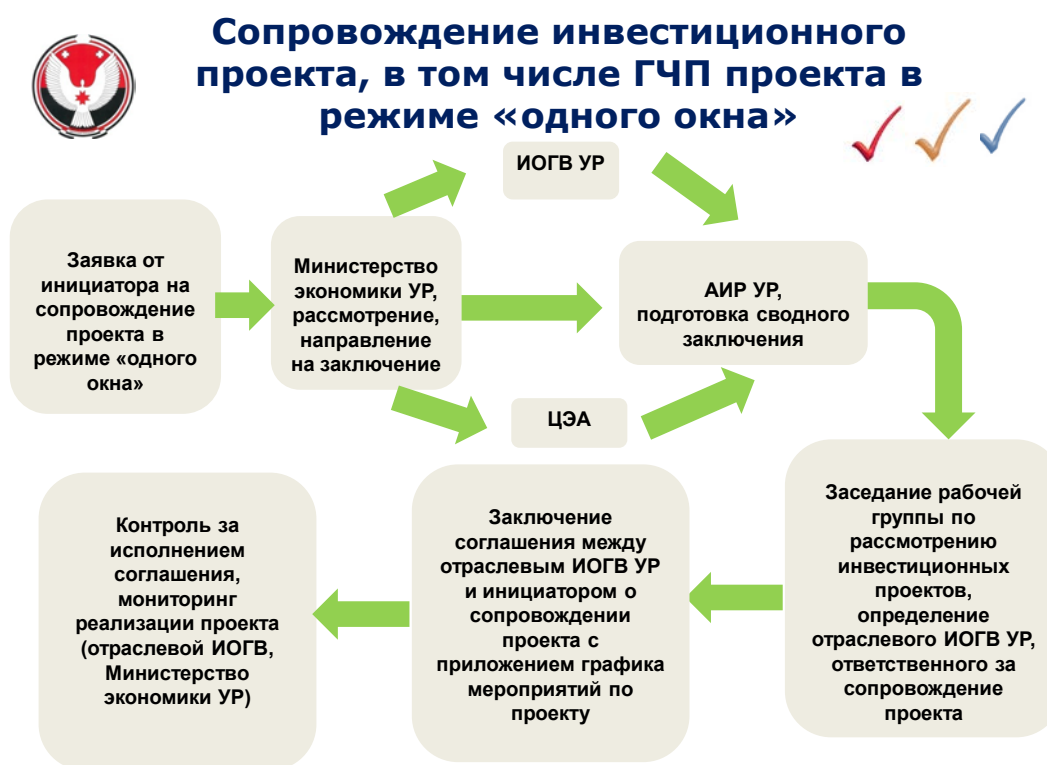 Сопровождение инвестиционного
проекта, в том числе ГЧП проекта в
режиме «одного окна»
ИОГВ УР
Заявка от
инициатора на
сопровождение
проекта в
режиме «одного
окна»
Министерство
экономики УР,
рассмотрение,
направление
на заключение
АИР УР,
подготовка сводного
заключения
ЦЭА
Заседание рабочей
группы по
рассмотрению
инвестиционных
проектов,
определение
отраслевого ИОГВ УР,
ответственного за
сопровождение
проекта
Заключение
соглашения между
отраслевым ИОГВ УР
и инициатором о
сопровождении
проекта с
приложением графика
мероприятий по
проекту
Контроль за
исполнением
соглашения,
мониторинг
реализации проекта
(отраслевой ИОГВ,
Министерство
экономики УР)